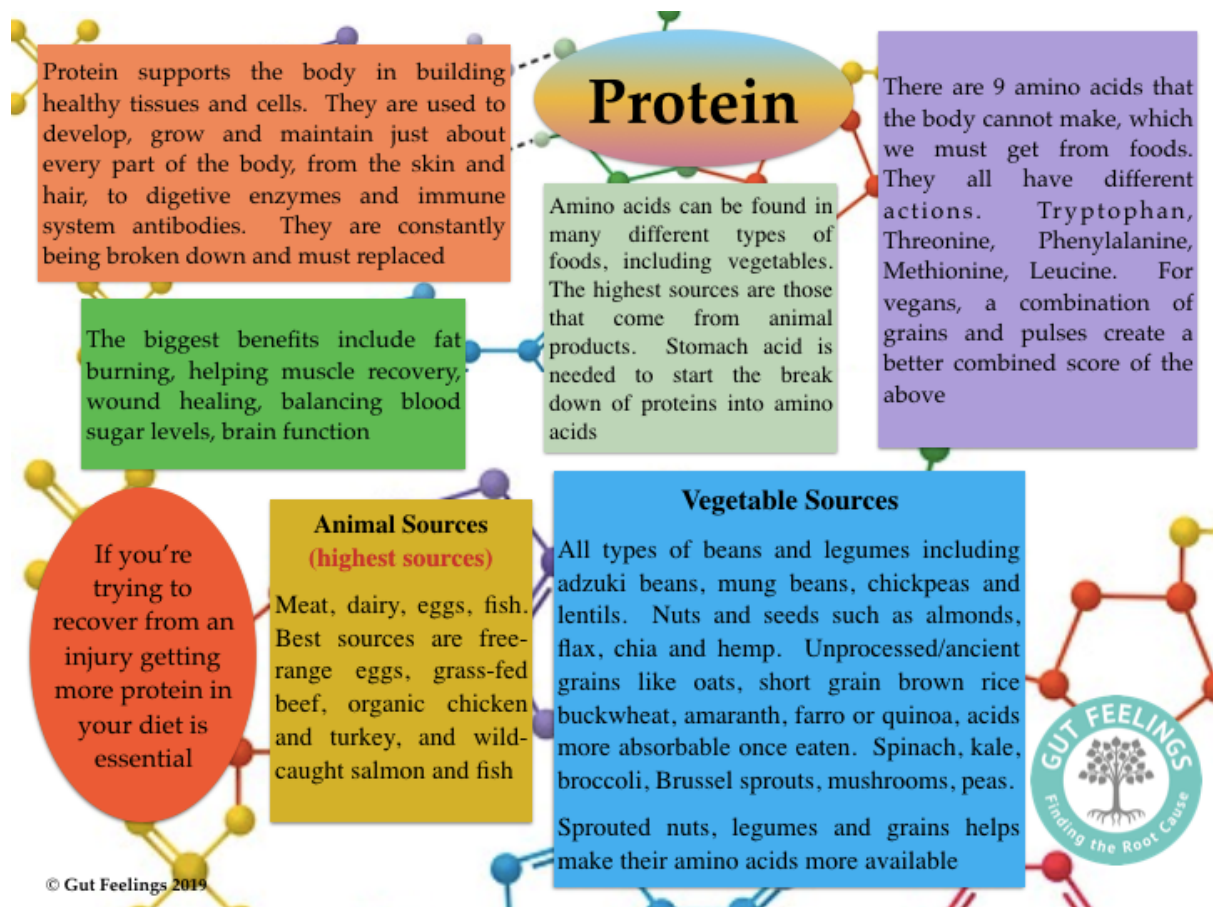 Protein
Protein supports the body in building
healthy tissues and cells. They are used to
develop, grow and maintain just about
every part of the body, from the skin and
hair, to digetive enzymes and immune
system antibodies. They are constantly
being broken down and must replaced
Amino acids can be found in
many different types of
foods, including vegetables.
The highest sources are those
that come from animal
products. Stomach acid is
needed to start the break
down of proteins into amino
acids
There are 9 amino acids that
the body cannot make, which
we must get from foods.
They all have different
actions. Tryptophan,
Threonine, Phenylalanine,
Methionine, Leucine. For
vegans, a combination of
grains and pulses create a
better combined score of the
above
The biggest benefits include fat
burning, helping muscle recovery,
wound healing, balancing blood
sugar levels, brain function
If you're
trying to
recover from an
injury getting
more protein in
your diet is
essential
Animal Sources
(highest sources)
Meat, dairy, eggs, fish.
Best sources are free-
range eggs, grass-fed
beef, organic chicken
and turkey, and wild-
caught salmon and fish
Vegetable Sources
All types of beans and legumes including
adzuki beans, mung beans, chickpeas and
lentils. Nuts and seeds such as almonds,
flax, chia and hemp. Unprocessed/ancient
grains like oats, short grain brown rice
buckwheat, amaranth, farro or quinoa, acids
more absorbable once eaten. Spinach, kale,
broccoli, Brussel sprouts, mushrooms, peas.
Sprouted nuts, legumes and grains helps
make their amino acids more available
GUT FEELINGS
Finding the Root Cause
© Gut Feelings 2019